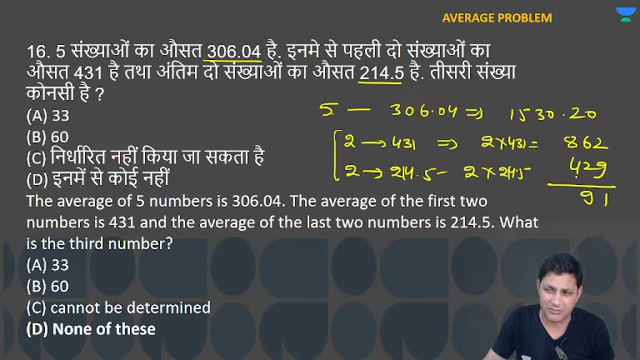 AVERAGE PROBLEM
16. 5 संख्याओं का औसत 306.04 है. इनमे से पहली दो संख्याओं का
औसत 431 है तथा अंतिम दो संख्याओं का औसत 214.5 है. तीसरी संख्या
कोनसी है ?
(A) 33
(B) 60
(C) निर्धारित नहीं किया जा सकता है
(D) इनमें से कोई नहीं
5 — 306.04 => 1530.20
2 → 431 => 2×431= 862
2 → 214.5 - 2×214.5 429
91
The average of 5 numbers is 306.04. The average of the first two
numbers is 431 and the average of the last two numbers is 214.5. What
is the third number?
(A) 33
(B) 60
(C) cannot be determined
(D) None of these